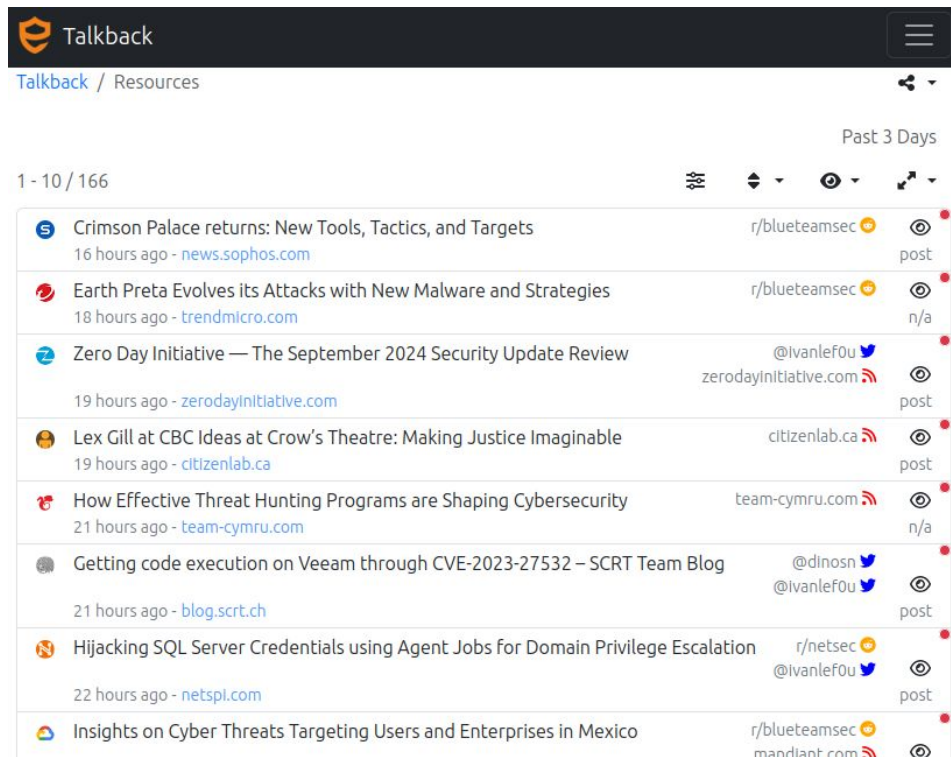 Talkback
Talkback / Resources
Past 3 Days
1 - 10 / 166
Crimson Palace returns: New Tools, Tactics, and Targets r/blueteamsec
16 hours ago - news.sophos.com post
Earth Preta Evolves its Attacks with New Malware and Strategies r/blueteamsec
18 hours ago - trendmicro.com n/a
Zero Day Initiative — The September 2024 Security Update Review @ivanlef0u
zerodayinitiative.com
19 hours ago - zerodayinitiative.com post
Lex Gill at CBC Ideas at Crow's Theatre: Making Justice Imaginable citizenlab.ca
19 hours ago - citizenlab.ca post
How Effective Threat Hunting Programs are Shaping Cybersecurity team-cymru.com
21 hours ago - team-cymru.com n/a
Getting code execution on Veeam through CVE-2023-27532 – SCRT Team Blog @dinosn
@ivanlef0u
21 hours ago - blog.scrt.ch post
Hijacking SQL Server Credentials using Agent Jobs for Domain Privilege Escalation r/netsec
@ivanlef0u
22 hours ago - netspi.com post
Insights on Cyber Threats Targeting Users and Enterprises in Mexico r/blueteamsec
mandiant.com